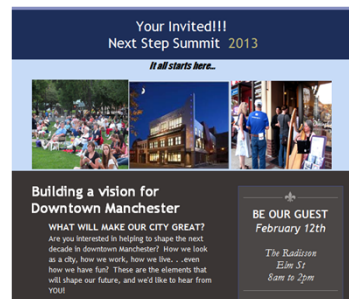 Your Invited!!!
Next Step Summit 2013
It all starts here...
Building a vision for
Downtown Manchester
WHAT WILL MAKE OUR CITY GREAT?
Are you interested in helping to shape the next
decade in downtown Manchester? How we look
as a city, how we work, how we live. . .even
how we have fun? These are the elements that
will shape our future, and we'd like to hear from
YOU!
BE OUR GUEST
February 12th
The Radisson
Elm St
8am to 2pm